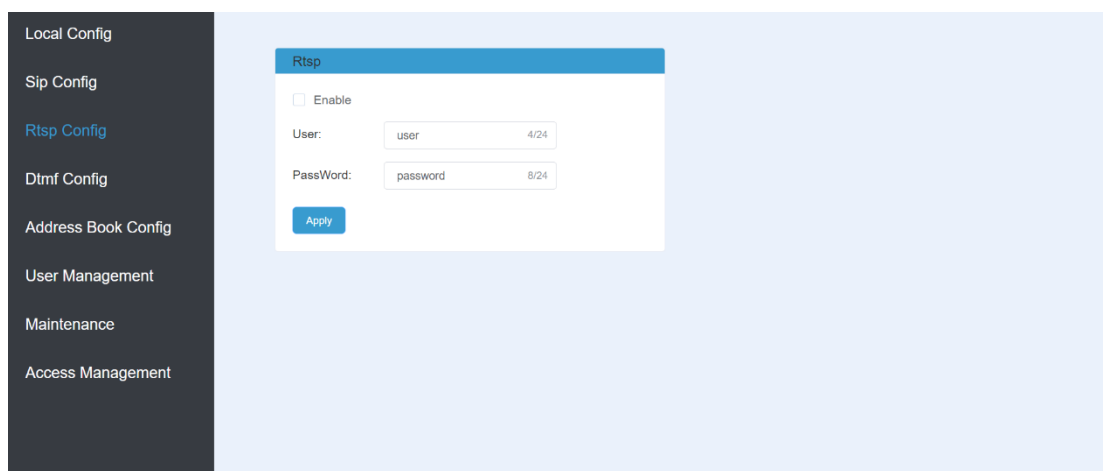 Local Config
Sip Config
Rtsp Config
Dtmf Config
Address Book Config
User Management
Maintenance
Access Management
Rtsp
Enable
User: user 4/24
PassWord: password 8/24
Apply